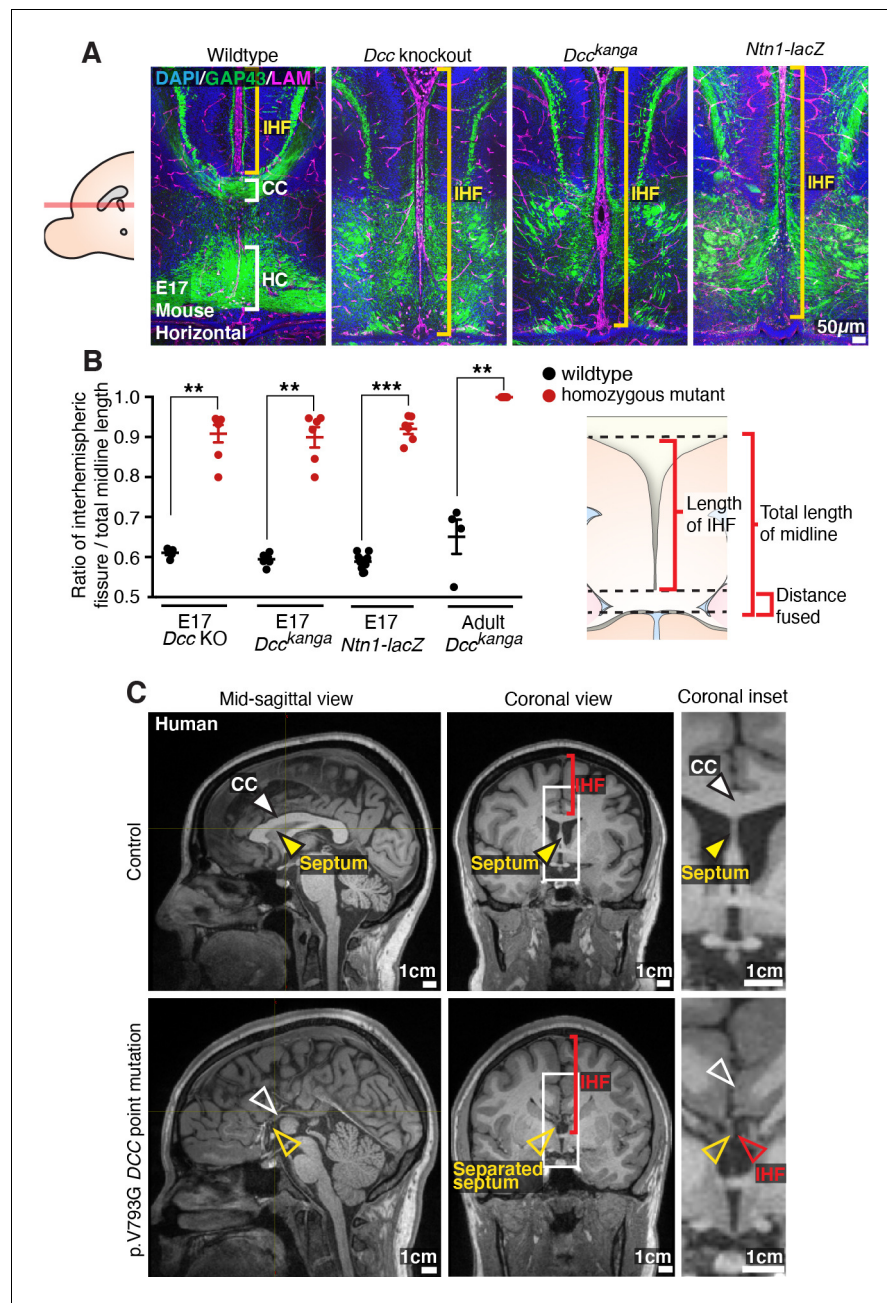 A
Wildtype
Dcc knockout
Dcc^kanga
Ntn1-lacZ
DAPI/GAP43/LAM
IHF
CC
HC
E17
Mouse
Horizontal
IHF
IHF
IHF
50µm
B
Ratio of interhemispheric
fissure / total midline length
1.0
0.9
0.8
0.7
0.6
0.5
**
**
***
**
E17
Dcc KO
E17
Dcc^kanga
E17
Ntn1-lacZ
Adult
Dcc^kanga
wildtype
homozygous mutant
Length
of IHF
Total length
of midline
Distance
fused
C
Mid-sagittal view
Coronal view
Coronal inset
Control
Human
CC
Septum
1cm
IHF
Septum
1cm
CC
Septum
1cm
p.V793G DCC point mutation
1cm
IHF
Separated
septum
1cm
IHF
1cm